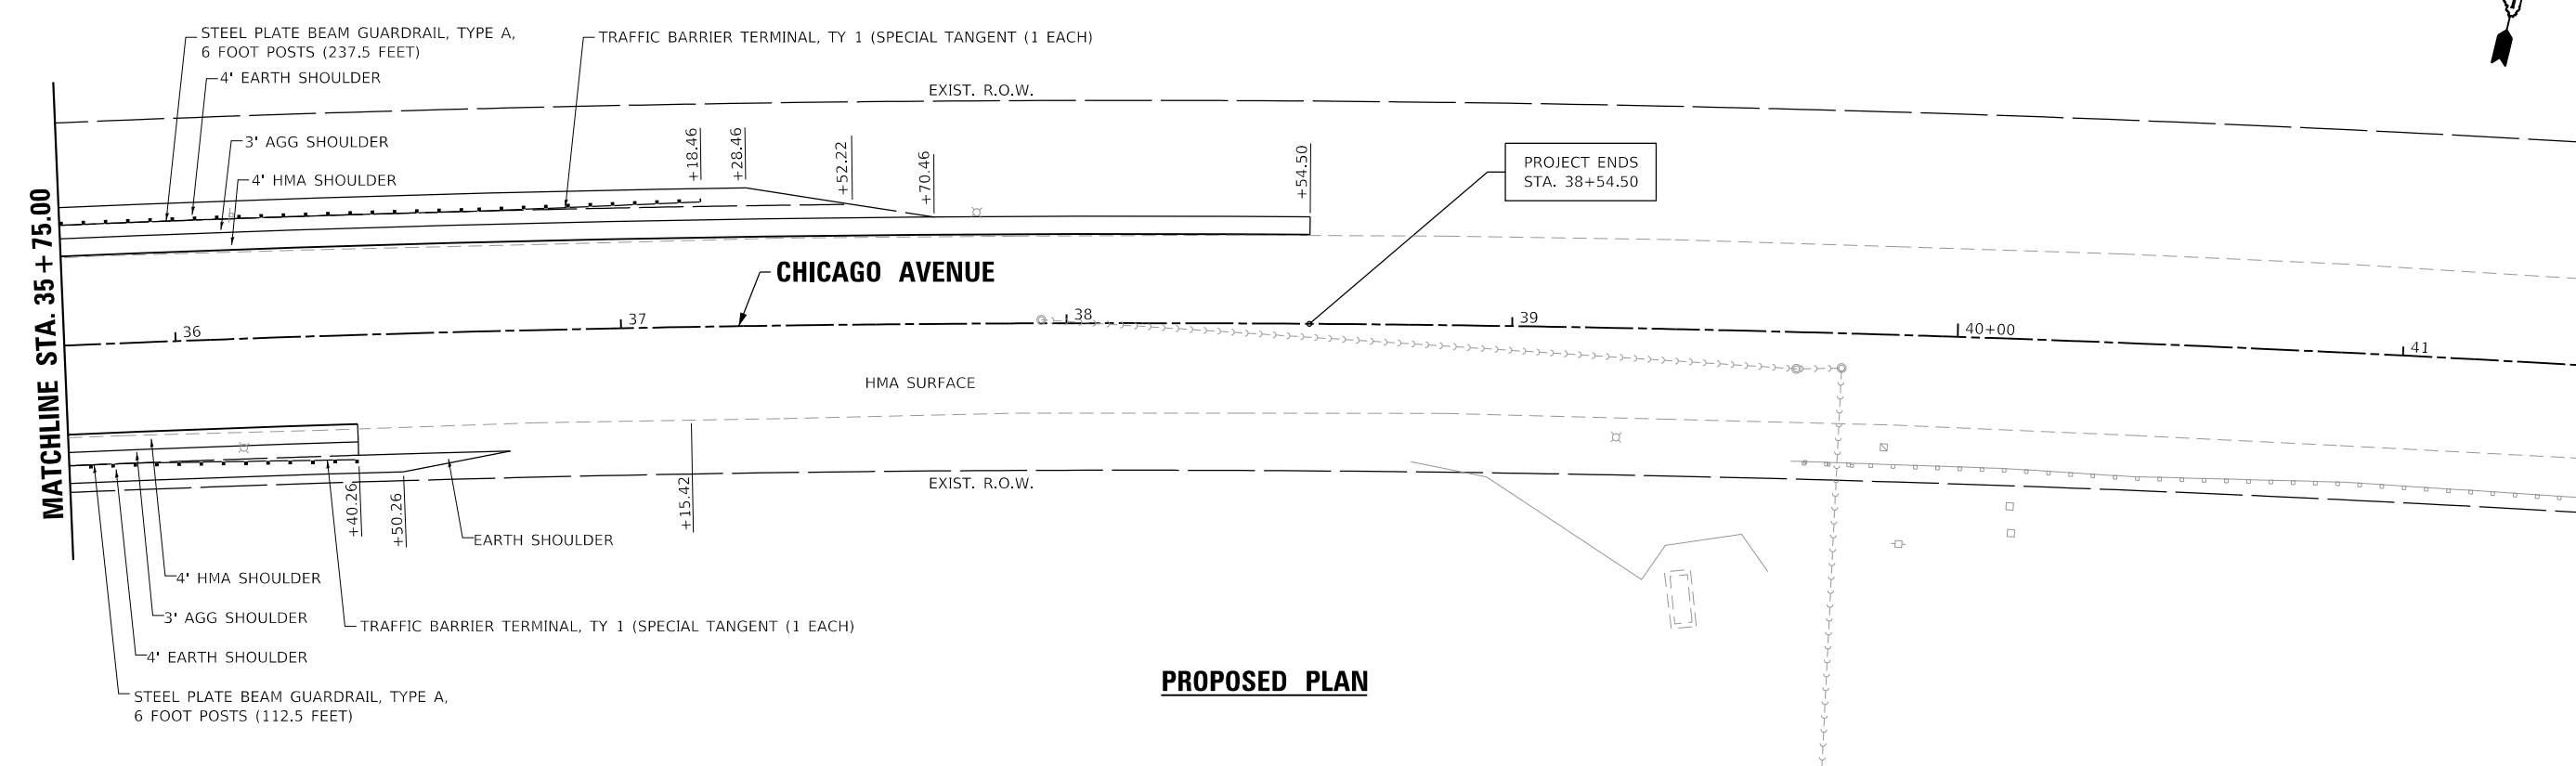 STEEL PLATE BEAM GUARDRAIL, TYPE A,
6 FOOT POSTS (237.5 FEET)
TRAFFIC BARRIER TERMINAL, TY 1 (SPECIAL TANGENT (1 EACH)
4' EARTH SHOULDER
EXIST. R.O.W.
3' AGG SHOULDER
4' HMA SHOULDER
+18.46
+28.46
+52.22
+70.46
+54.50
PROJECT ENDS
STA. 38+54.50
MATCHLINE STA. 35+75.00
CHICAGO AVENUE
36
37
38
39
40+00
41
HMA SURFACE
EXIST. R.O.W.
+40.26
+50.26
+15.42
EARTH SHOULDER
4' HMA SHOULDER
3' AGG SHOULDER
TRAFFIC BARRIER TERMINAL, TY 1 (SPECIAL TANGENT (1 EACH)
4' EARTH SHOULDER
STEEL PLATE BEAM GUARDRAIL, TYPE A,
6 FOOT POSTS (112.5 FEET)
PROPOSED PLAN